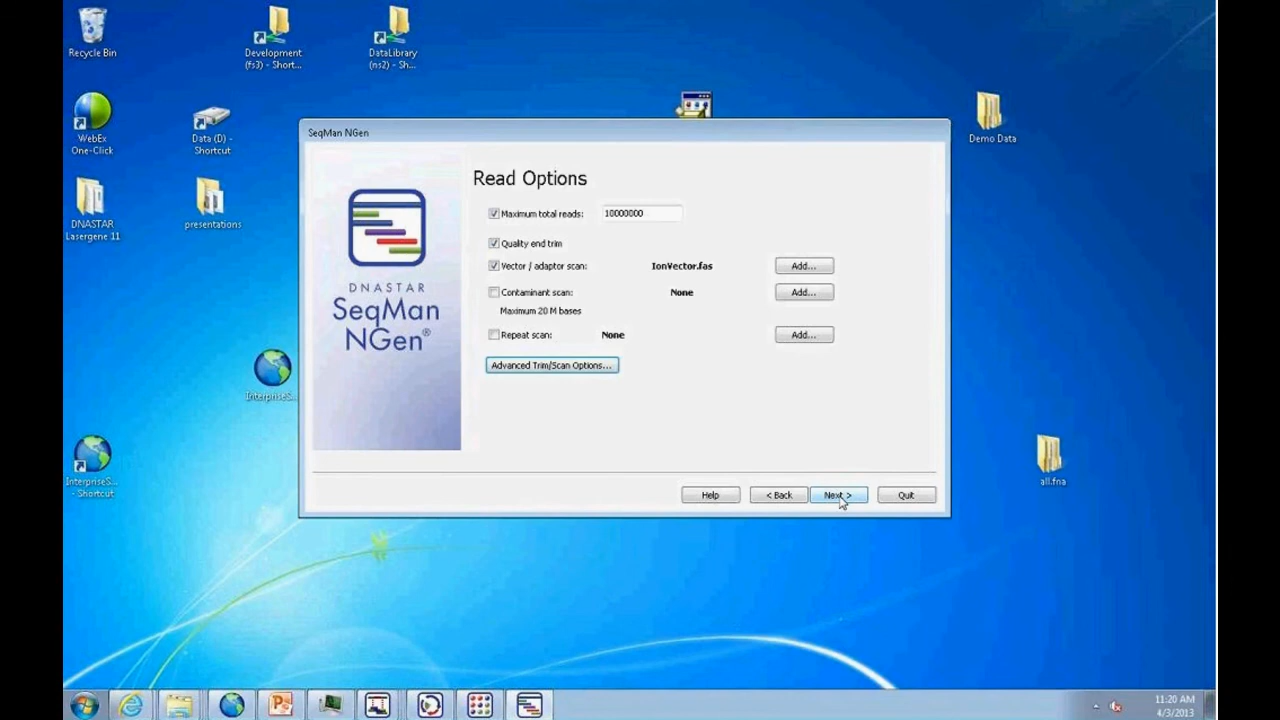 Recycle Bin
Development
(fs3) - Short...
DataLibrary
(ns2) - Sh...
WebEx
One-Click
Data (D) -
Shortcut
Demo Data
DNASTAR
Lasergene 11
presentations
InterpriseS...
InterpriseS...
- Shortcut
all.fna
SeqMan NGen
DNASTAR
SeqMan
NGen®
Read Options
Maximum total reads: 10000000
Quality end trim
Vector / adaptor scan: IonVector.fas Add...
Contaminant scan: None Add...
Maximum 20 M bases
Repeat scan: None Add...
Advanced Trim/Scan Options...
Help < Back Next > Quit
11:20 AM
4/3/2013